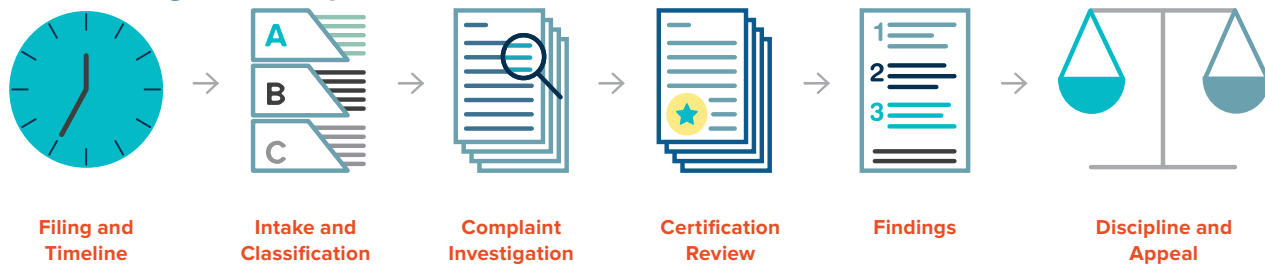 A
B
C
1
2
3
Filing and
Timeline
Intake and
Classification
Complaint
Investigation
Certification
Review
Findings
Discipline and
Appeal